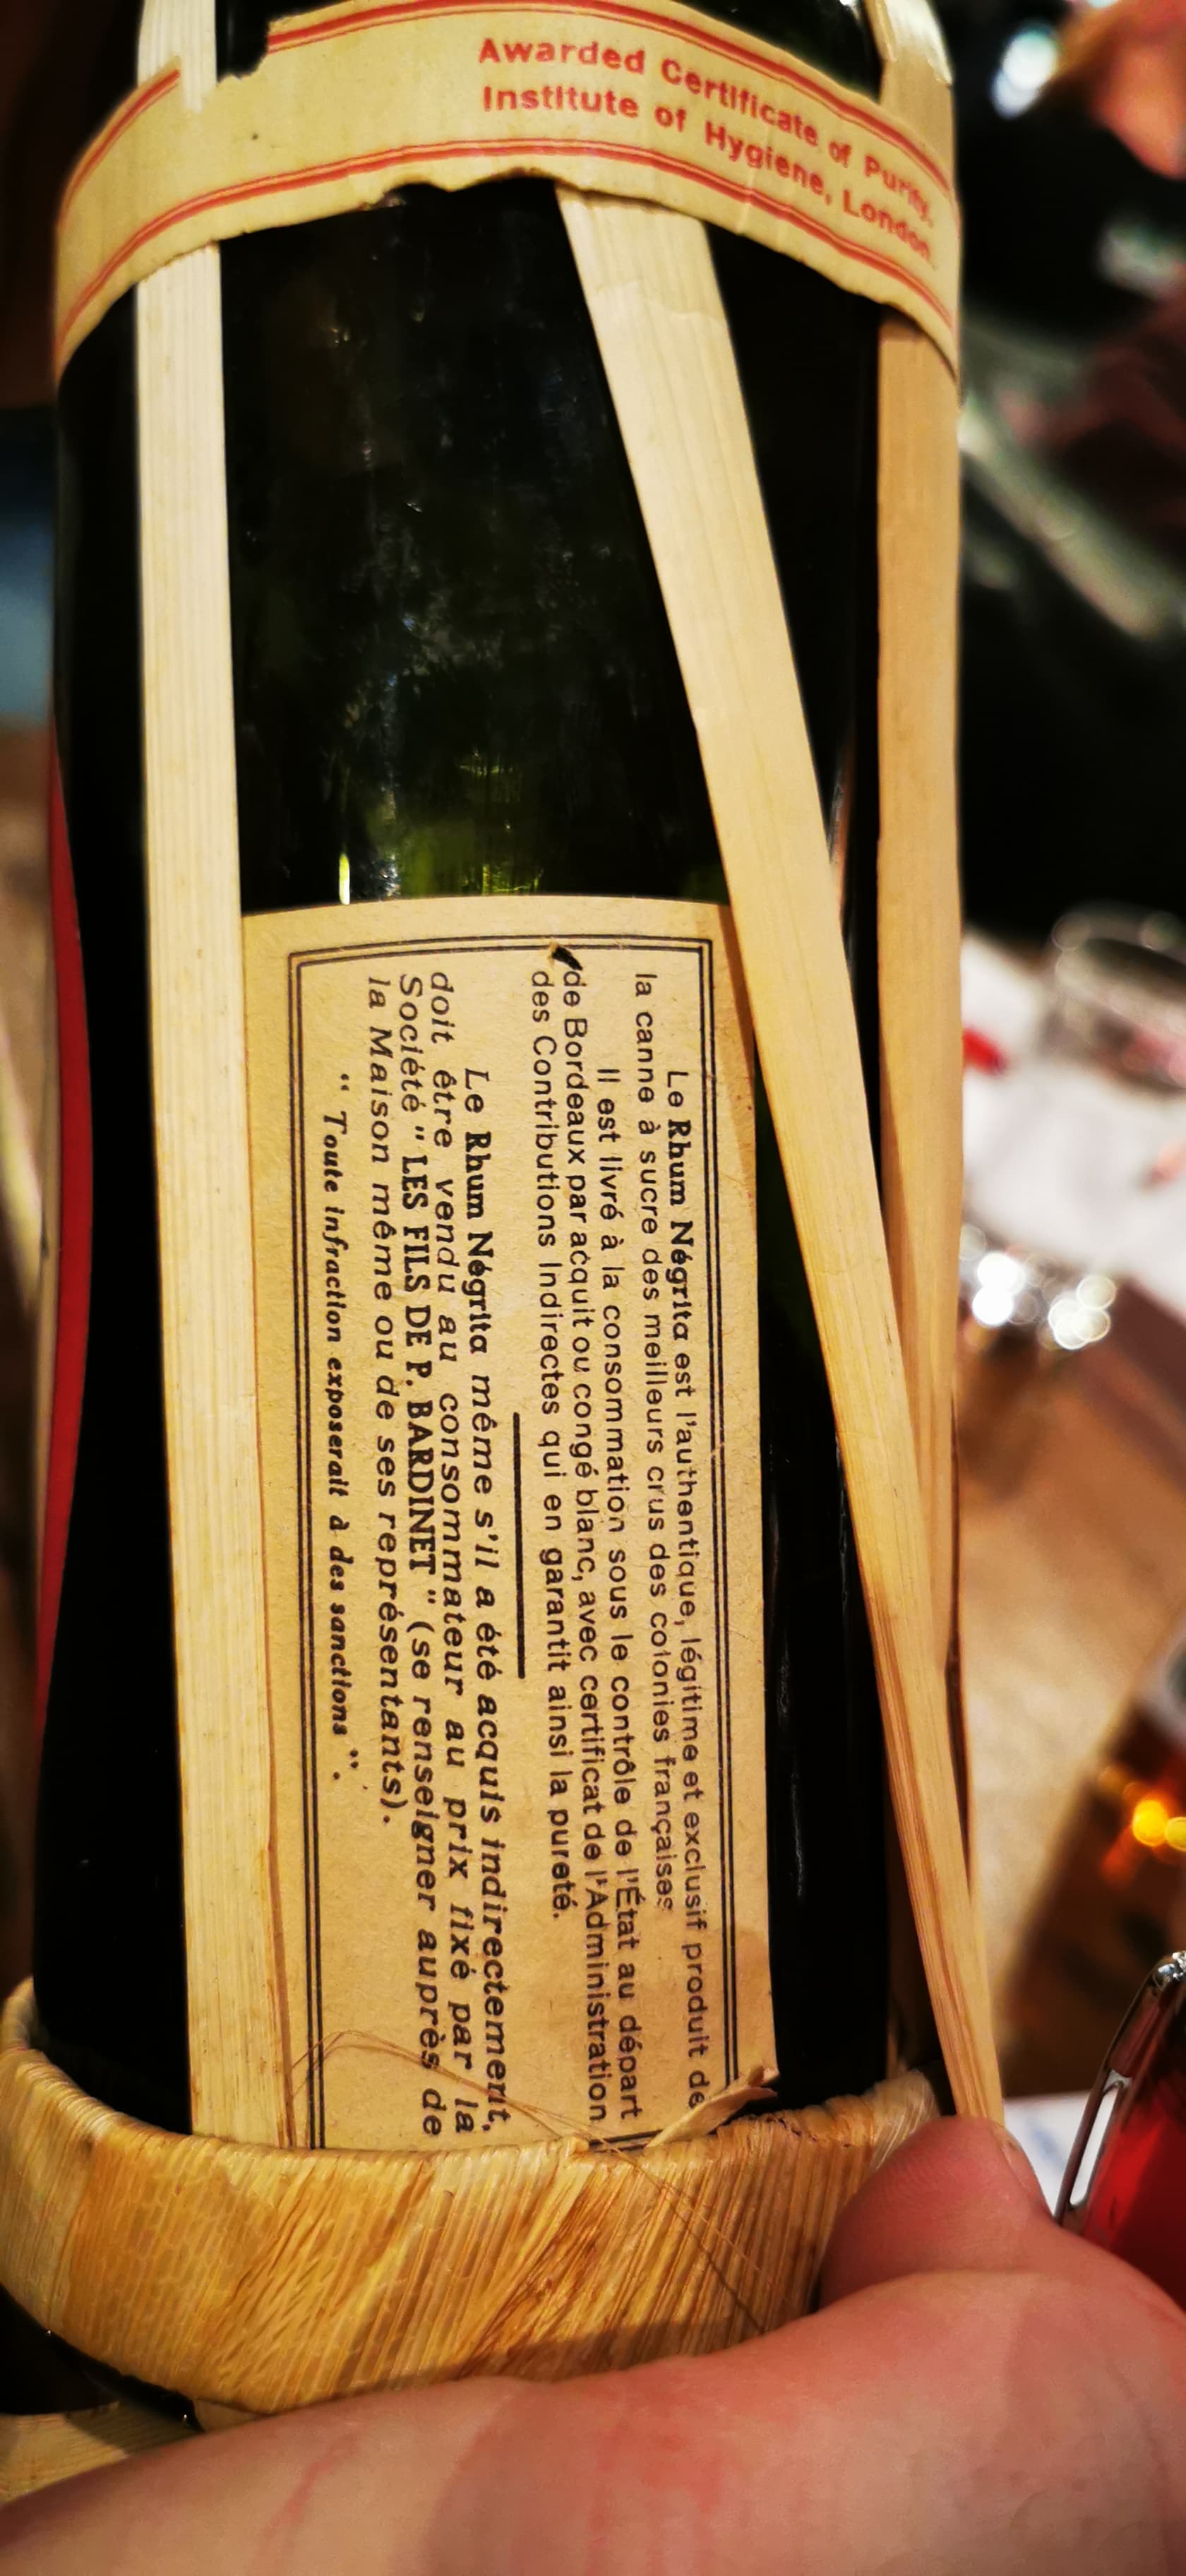 Awarded Certificate of Purity,
Institute of Hygiene, London.
Le Rhum Négrita est l'authentique, légitime et exclusif produit de
la canne à sucre des meilleurs crus des colonies françaises
Il est livré à la consommation sous le contrôle de l'État au départ
de Bordeaux par acquit ou congé blanc, avec certificat de l'Administration
des Contributions Indirectes qui en garantit ainsi la pureté.
Le Rhum Négrita même s'il a été acquis indirectement,
doit être vendu au consommateur au prix fixé par la
Société " LES FILS DE P. BARDINET " (se renseigner auprès de
la Maison même ou de ses représentants).
" Toute infraction exposerait à des sanctions ".